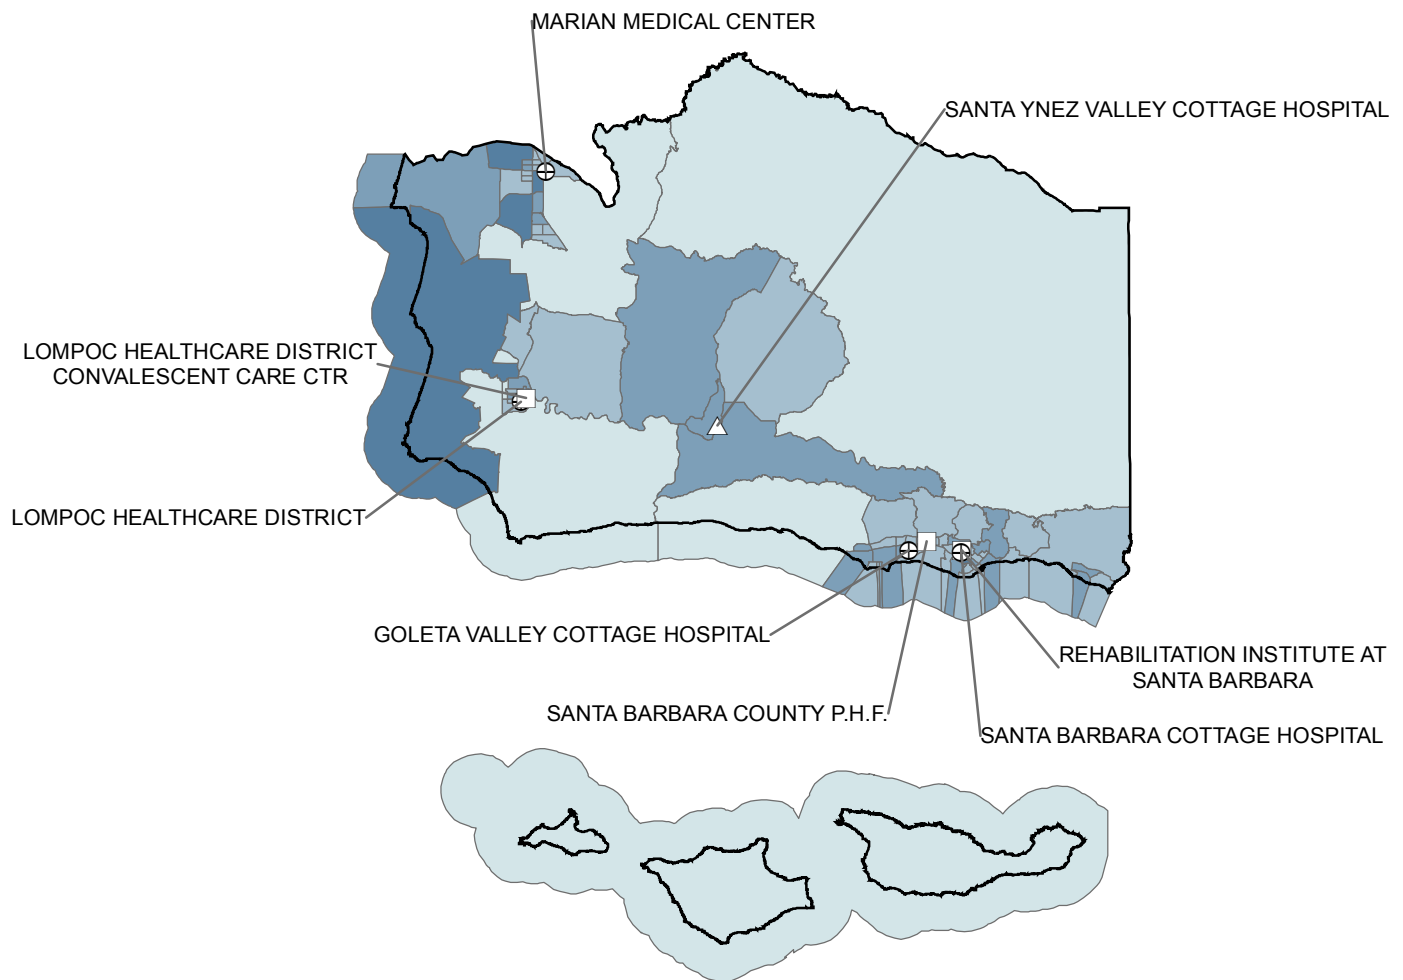 MARIAN MEDICAL CENTER
SANTA YNEZ VALLEY COTTAGE HOSPITAL
LOMPOC HEALTHCARE DISTRICT
CONVALESCENT CARE CTR
LOMPOC HEALTHCARE DISTRICT
GOLETA VALLEY COTTAGE HOSPITAL
REHABILITATION INSTITUTE AT
SANTA BARBARA
SANTA BARBARA COUNTY P.H.F.
SANTA BARBARA COTTAGE HOSPITAL